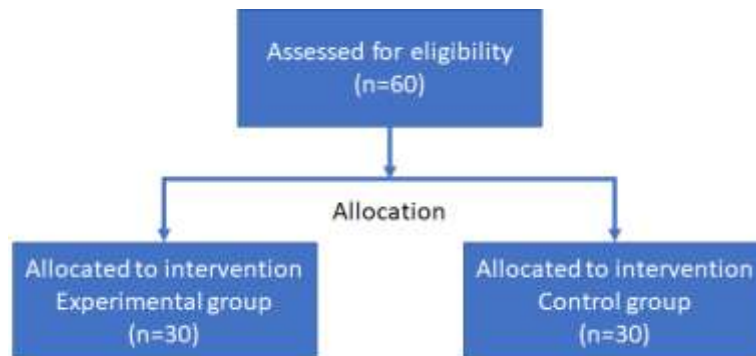 Assessed for eligibility
(n=60)
Allocation
Allocated to intervention
Experimental group
(n=30)
Allocated to intervention
Control group
(n=30)